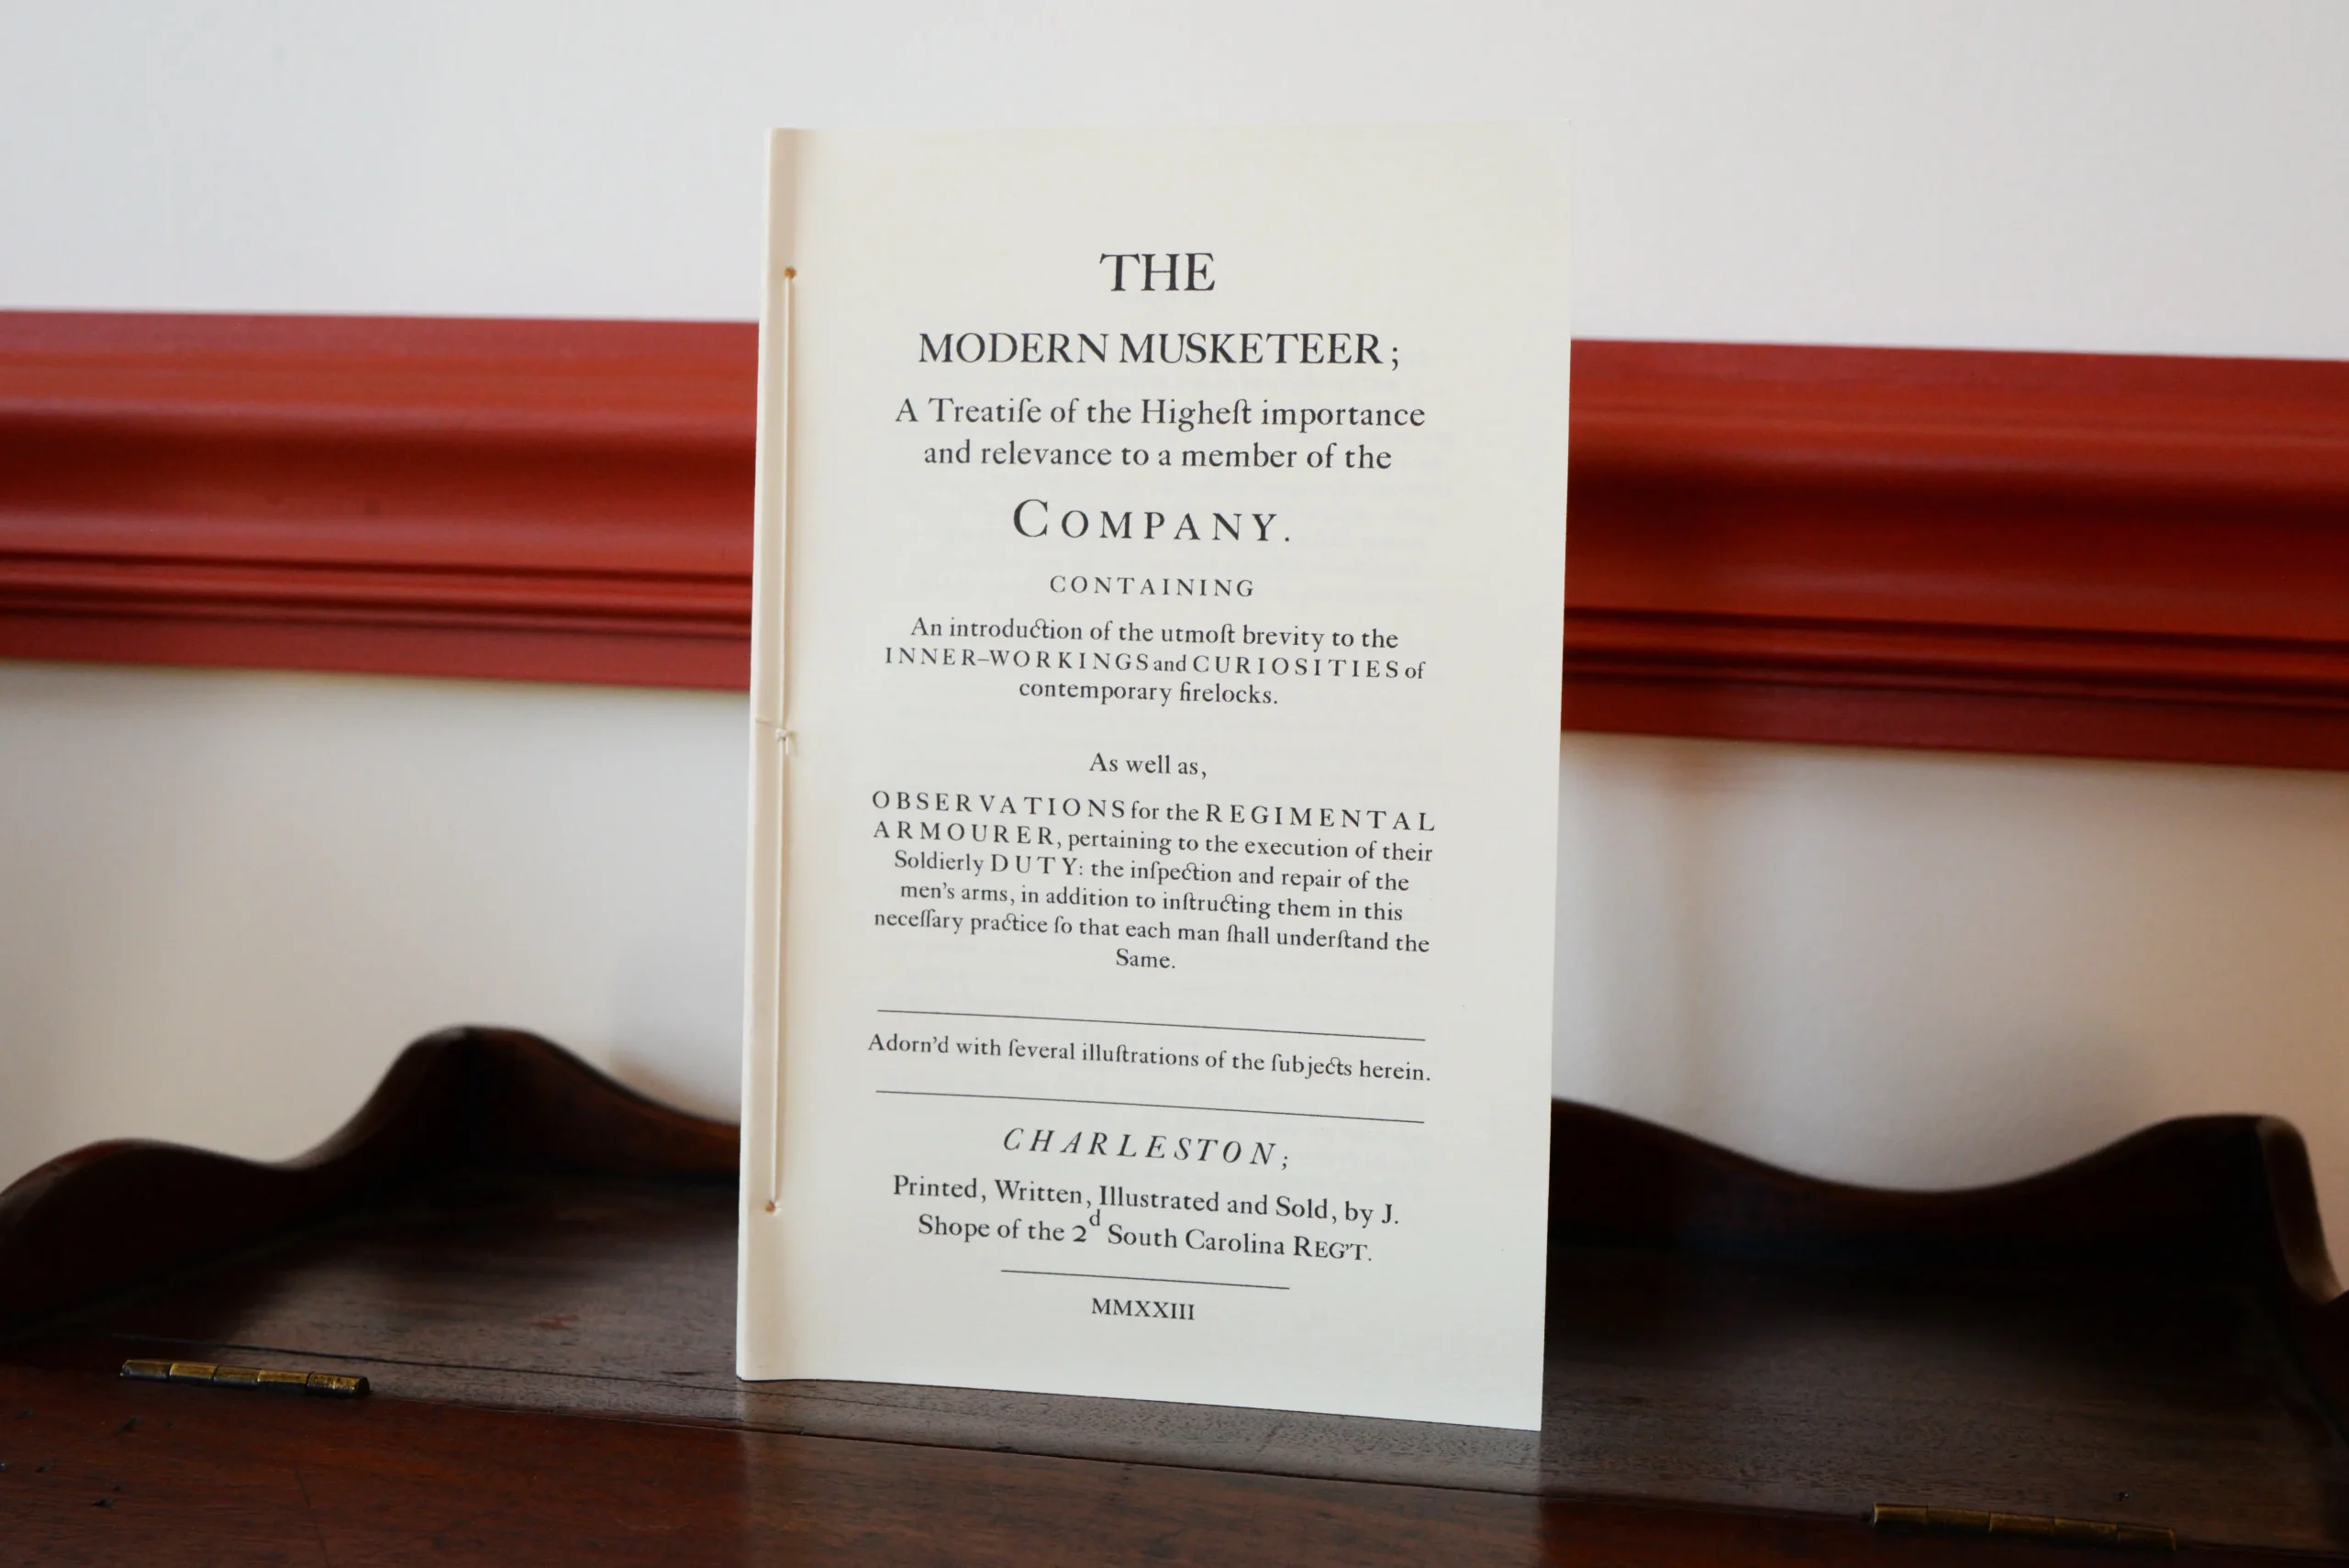 THE
MODERN MUSKETEER;
A Treatiſe of the Higheſt importance
and relevance to a member of the
COMPANY.
CONTAINING
An introduction of the utmoſt brevity to the
INNER–WORKINGS and CURIOSITIES of
contemporary firelocks.
As well as,
OBSERVATIONS for the REGIMENTAL
ARMOURER, pertaining to the execution of their
Soldierly DUTY: the inſpection and repair of the
men’s arms, in addition to inſtructing them in this
neceſſary practice ſo that each man ſhall underſtand the
Same.
Adorn’d with ſeveral illuſtrations of the ſubjects herein.
CHARLESTON;
Printed, Written, Illustrated and Sold, by J.
Shope of the 2d South Carolina REG’T.
MMXXIII